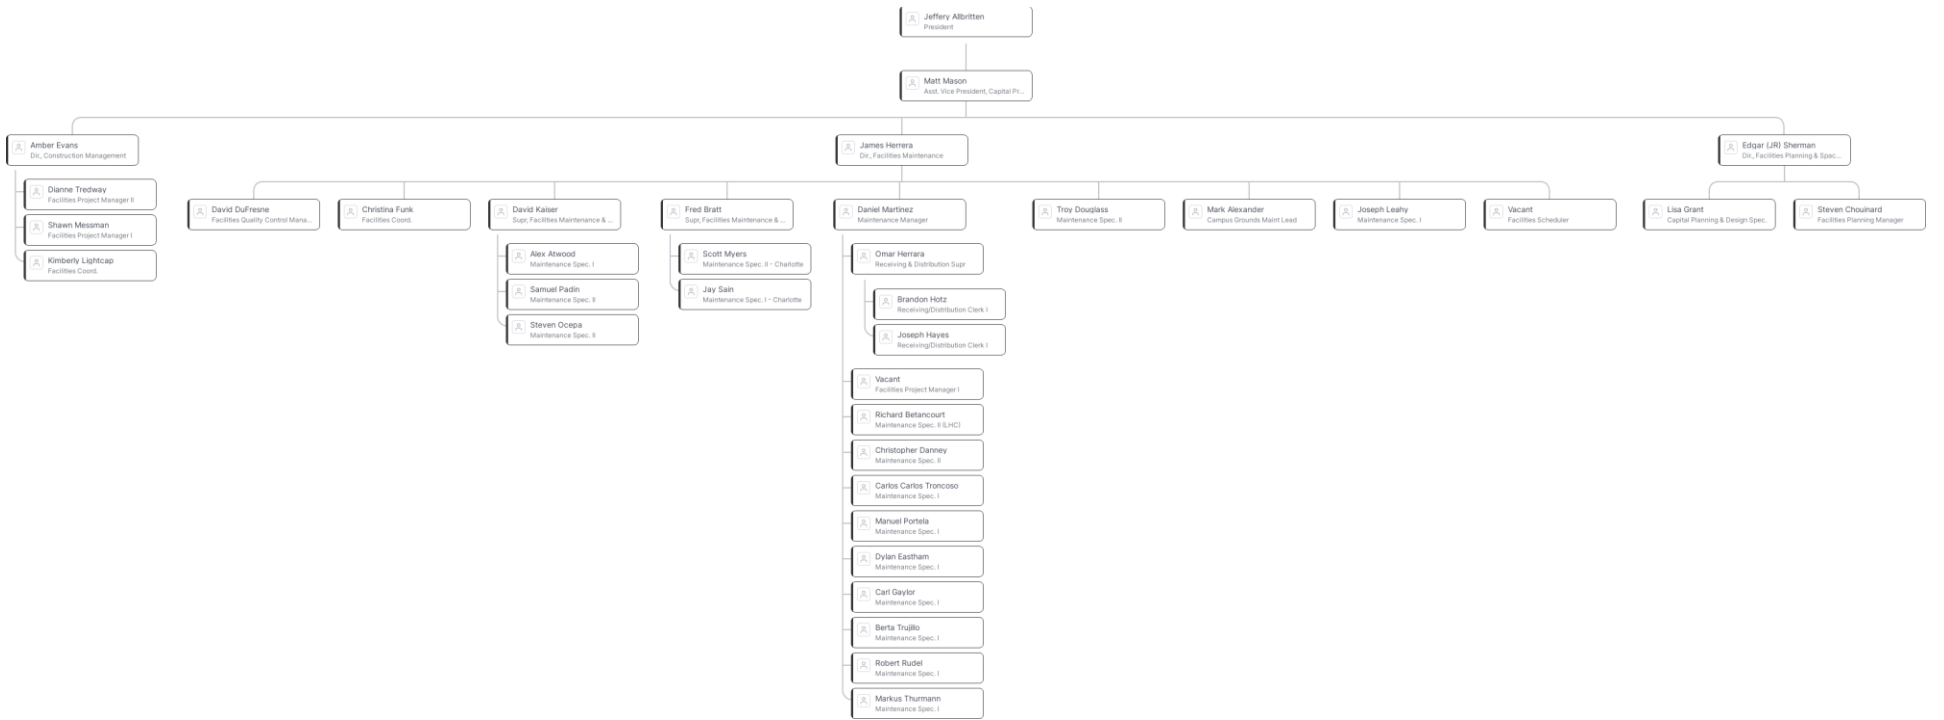 Jeffery Allbritten
President
Matt Mason
Asst. Vice President, Capital Pr...
Amber Evans
Dir., Construction Management
James Herrera
Dir., Facilities Maintenance
Edgar (JR) Sherman
Dir., Facilities Planning & Spac...
Dianne Tredway
Facilities Project Manager II
Shawn Messman
Facilities Project Manager I
Kimberly Lightcap
Facilities Coord.
David DuFresne
Facilities Quality Control Mana...
Christina Funk
Facilities Coord.
David Kaiser
Supr, Facilities Maintenance & ...
Alex Atwood
Maintenance Spec. I
Samuel Padin
Maintenance Spec. II
Steven Ocepa
Maintenance Spec. II
Fred Bratt
Supr, Facilities Maintenance & ...
Scott Myers
Maintenance Spec. II - Charlotte
Jay Sain
Maintenance Spec. I - Charlotte
Daniel Martinez
Maintenance Manager
Omar Herrara
Receiving & Distribution Supr
Brandon Hotz
Receiving/Distribution Clerk I
Joseph Hayes
Receiving/Distribution Clerk I
Vacant
Facilities Project Manager I
Richard Betancourt
Maintenance Spec. II (LHC)
Christopher Danney
Maintenance Spec. II
Carlos Carlos Troncoso
Maintenance Spec. I
Manuel Portela
Maintenance Spec. I
Dylan Eastham
Maintenance Spec. I
Carl Gaylor
Maintenance Spec. I
Berta Trujillo
Maintenance Spec. I
Robert Rudel
Maintenance Spec. I
Markus Thurmann
Maintenance Spec. I
Troy Douglass
Maintenance Spec. II
Mark Alexander
Campus Grounds Maint Lead
Joseph Leahy
Maintenance Spec. I
Vacant
Facilities Scheduler
Lisa Grant
Capital Planning & Design Spec.
Steven Chouinard
Facilities Planning Manager